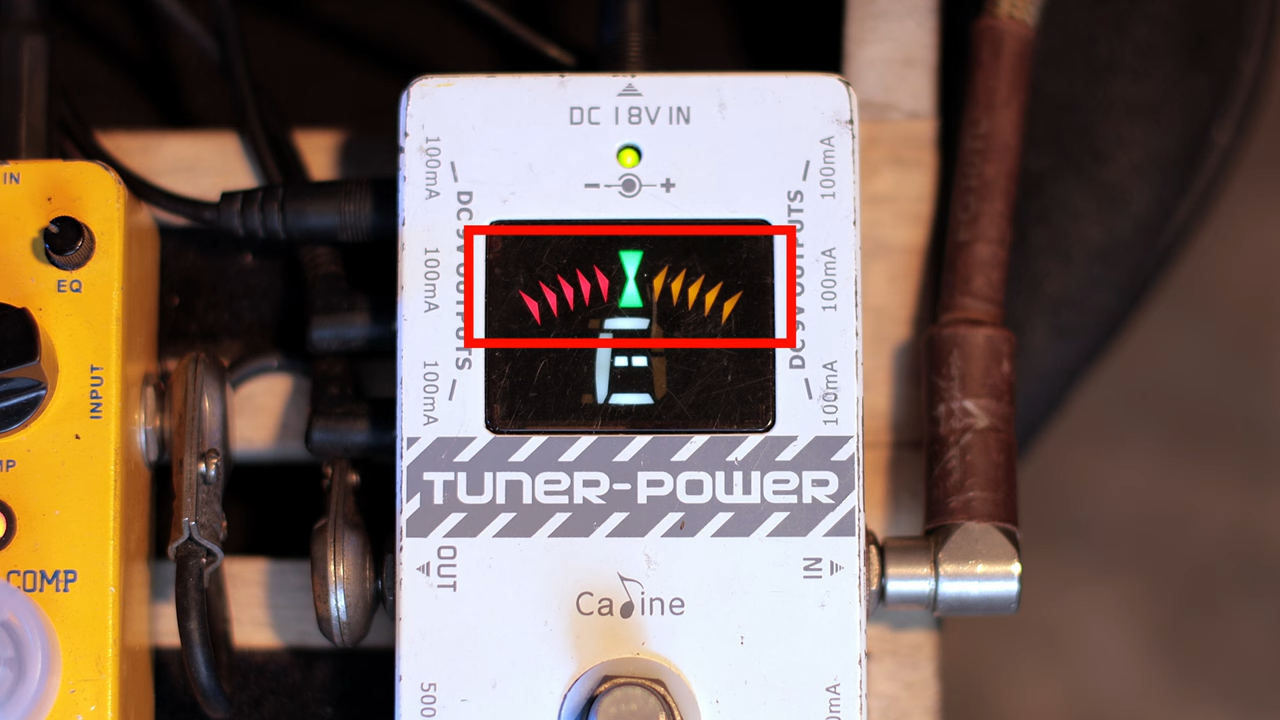 IN
EQ
INPUT
COMP
DC 18V IN
- +
100mA
100mA
100mA
DC 9V OUTPUTS
100mA
100mA
100mA
DC 9V OUTPUTS
TUNER-POWER
OUT
IN
Caline